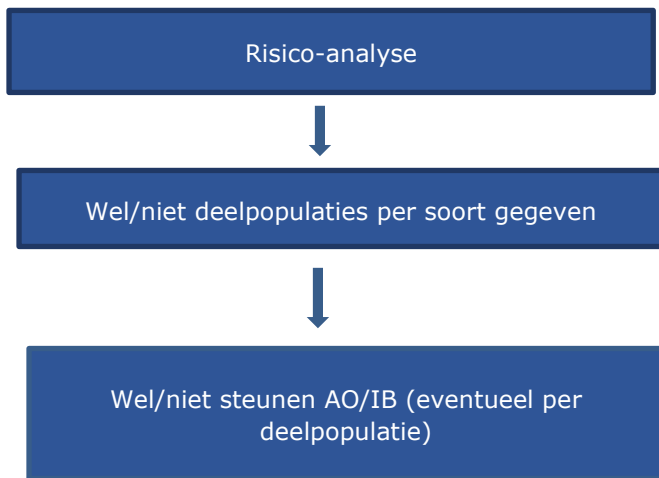 Risico-analyse
Wel/niet deelpopulaties per soort gegeven
Wel/niet steunen AO/IB (eventueel per
deelpopulatie)